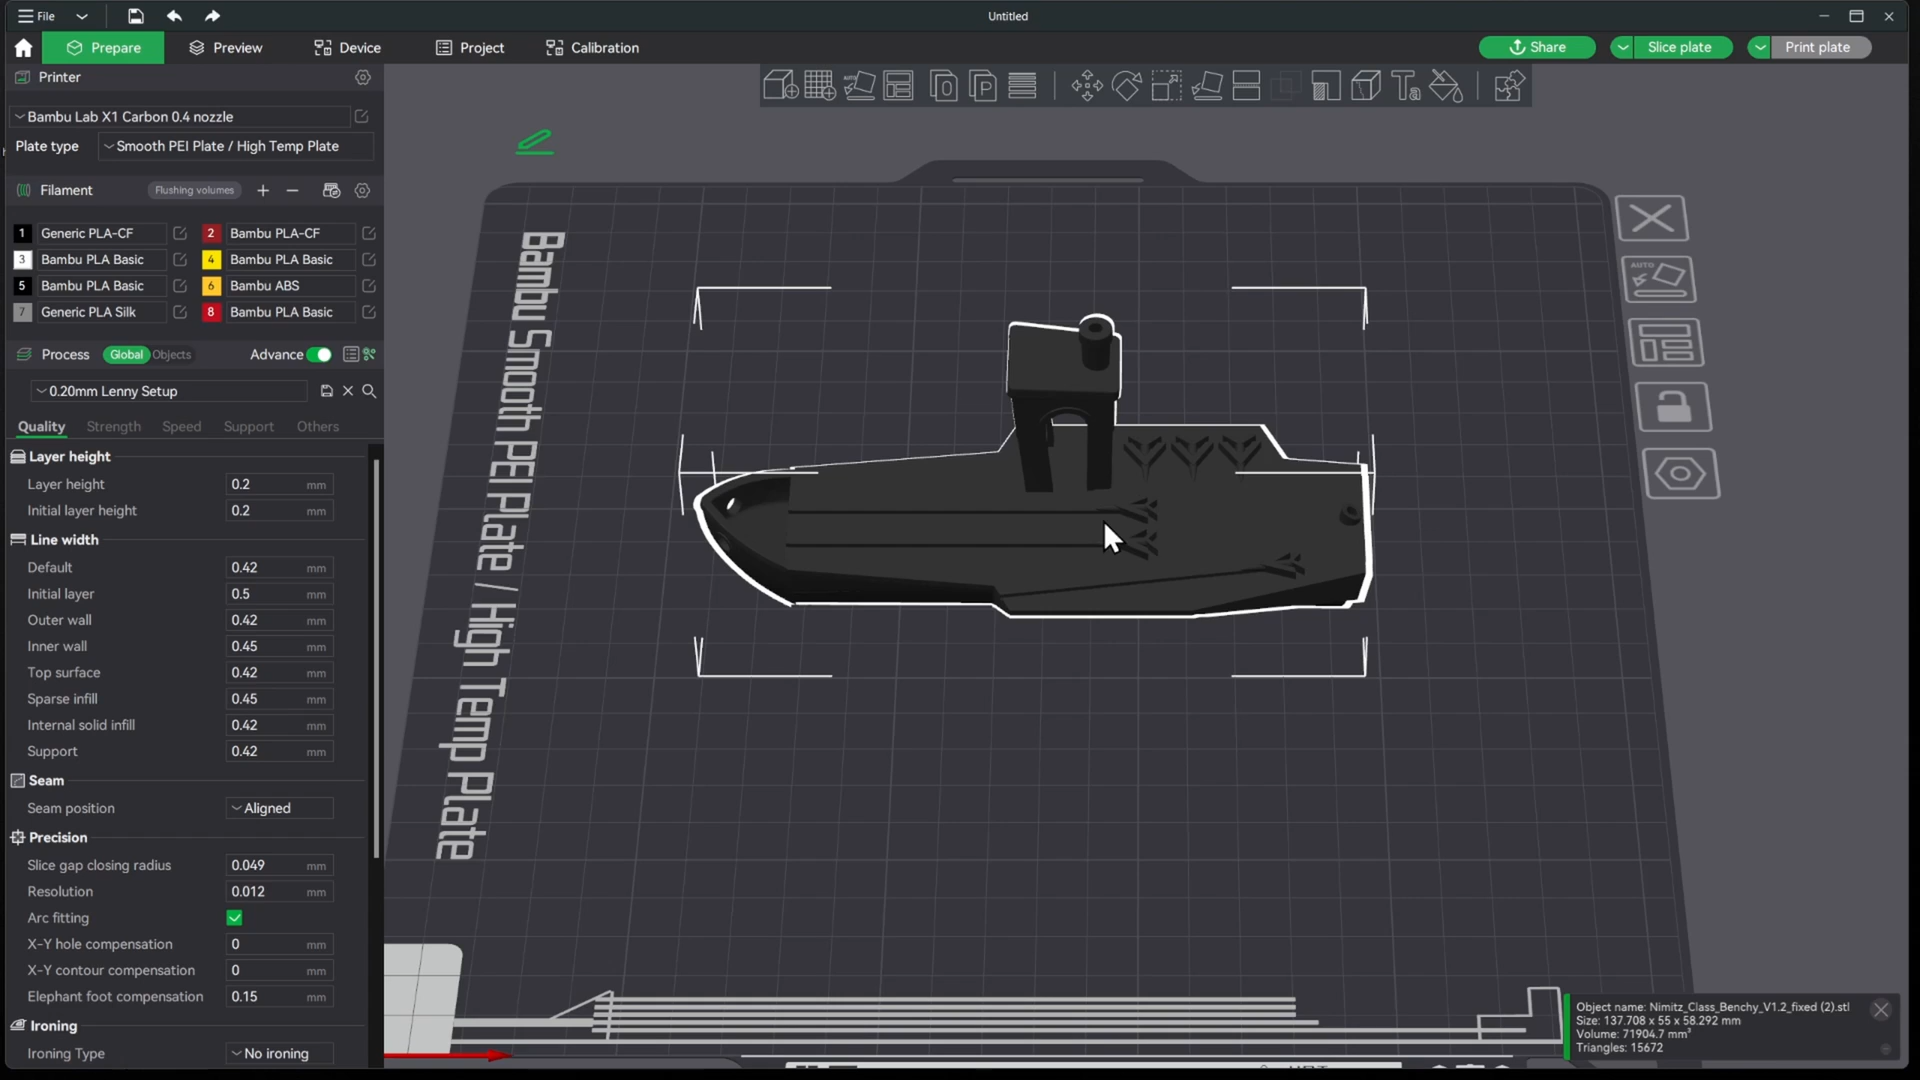 File
Untitled
Prepare
Preview
Device
Project
Calibration
Share
Slice plate
Print plate
Printer
Bambu Lab X1 Carbon 0.4 nozzle
Plate type
Smooth PEI Plate / High Temp Plate
Filament
Flushing volumes
1 Generic PLA-CF
2 Bambu PLA-CF
3 Bambu PLA Basic
4 Bambu PLA Basic
5 Bambu PLA Basic
6 Bambu ABS
7 Generic PLA Silk
8 Bambu PLA Basic
Process
Global
Objects
Advance
0.20mm Lenny Setup
Quality
Strength
Speed
Support
Others
Layer height
Layer height 0.2 mm
Initial layer height 0.2 mm
Line width
Default 0.42 mm
Initial layer 0.5 mm
Outer wall 0.42 mm
Inner wall 0.45 mm
Top surface 0.42 mm
Sparse infill 0.45 mm
Internal solid infill 0.42 mm
Support 0.42 mm
Seam
Seam position Aligned
Precision
Slice gap closing radius 0.049 mm
Resolution 0.012 mm
Arc fitting
X-Y hole compensation 0 mm
X-Y contour compensation 0 mm
Elephant foot compensation 0.15 mm
Ironing
Ironing Type No ironing
AUTO
O
P
Ta
Bambu Smooth PEI Plate / High Temp Plate
AUTO
Object name: Nimitz_Class_Benchy_V1.2_fixed (2).stl
Size: 137.708 x 55 x 58.292 mm
Volume: 71904.7 mm³
Triangles: 15672